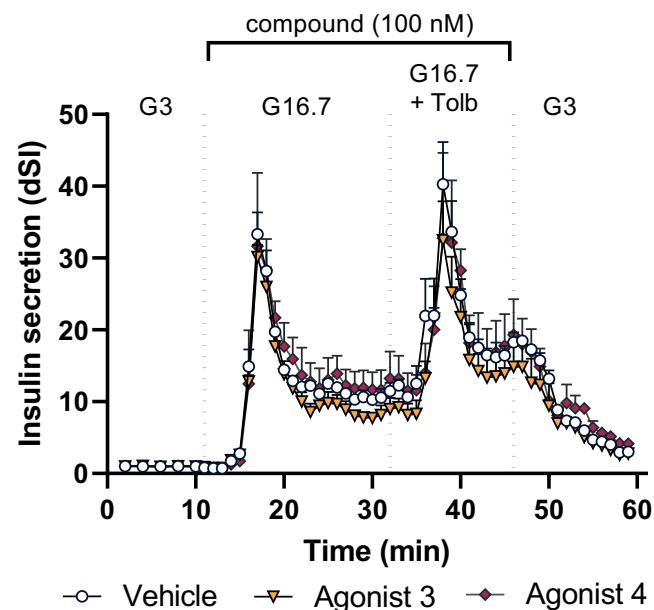 compound (100 nM)
G3 G16.7 G16.7 + Tolb G3
Insulin secretion (dSI)
50
40
30
20
10
0
0 10 20 30 40 50 60
Time (min)
Vehicle Agonist 3 Agonist 4